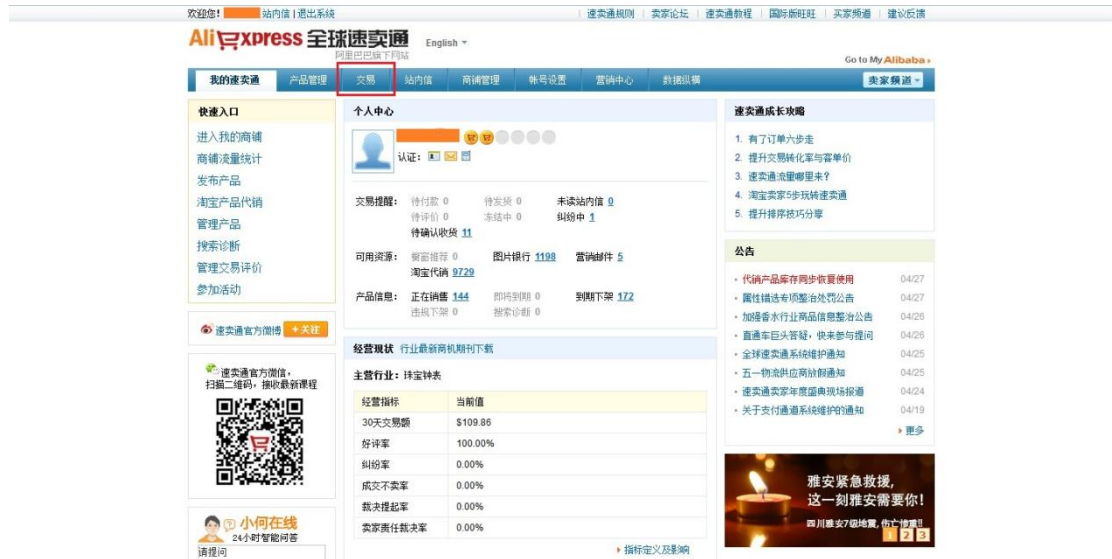 欢迎您！ 站内信 | 退出系统
速卖通规则 | 卖家论坛 | 速卖通教程 | 国际版旺旺 | 买家频道 | 建议反馈
AliExpress 全球速卖通
阿里巴巴旗下网站
English
Go to My Alibaba
我的速卖通 产品管理 交易 站内信 商铺管理 帐号设置 营销中心 数据纵横 卖家频道
快速入口
进入我的商铺
商铺流量统计
发布产品
淘宝产品代销
管理产品
搜索诊断
管理交易评价
参加活动
速卖通官方微博 +关注
速卖通官方微信，
扫描二维码，接收最新课程
小何在线
24小时智能问答
请提问
个人中心
认证：
交易提醒： 待付款 0 待发货 0 未读站内信 0
待评价 0 冻结中 0 纠纷中 1
待确认收货 11
可用资源： 橱窗推荐 0 图片银行 1198 营销邮件 5
淘宝代销 9729
产品信息： 正在销售 144 即将到期 0 到期下架 172
违规下架 0 搜索诊断 0
经营现状 行业最新商机期刊下载
主营行业：珠宝钟表
经营指标 当前值
30天交易额 $109.86
好评率 100.00%
纠纷率 0.00%
成交不卖率 0.00%
裁决提起率 0.00%
卖家责任裁决率 0.00%
指标定义及影响
速卖通成长攻略
1. 有了订单六步走
2. 提升交易转化率与客单价
3. 速卖通流量哪里来？
4. 淘宝卖家5步玩转速卖通
5. 提升排序技巧分享
公告
代销产品库存同步恢复使用 04/27
属性错选专项整治处罚公告 04/27
加强香水行业商品信息整治公告 04/26
直通车巨头答疑，快来参与提问 04/26
全球速卖通系统维护通知 04/25
五一物流供应商放假通知 04/25
速卖通卖家年度盛典现场报道 04/24
关于支付通道系统维护的通知 04/19
更多
雅安紧急救援，
这一刻雅安需要你！
四川雅安7级地震，伤亡惨重!!
1 2 3